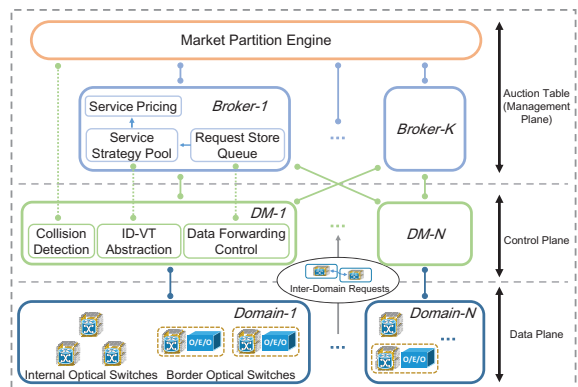 Market Partition Engine
Auction Table
(Management
Plane)
Service Pricing
Broker-1
Service
Strategy Pool
Request Store
Queue
...
Broker-K
DM-1
Collision
Detection
ID-VT
Abstraction
Data Forwarding
Control
...
DM-N
Control Plane
Inter-Domain Requests
Domain-1
O/E/O
O/E/O
Internal Optical Switches
Border Optical Switches
...
Domain-N
...
O/E/O
Data Plane